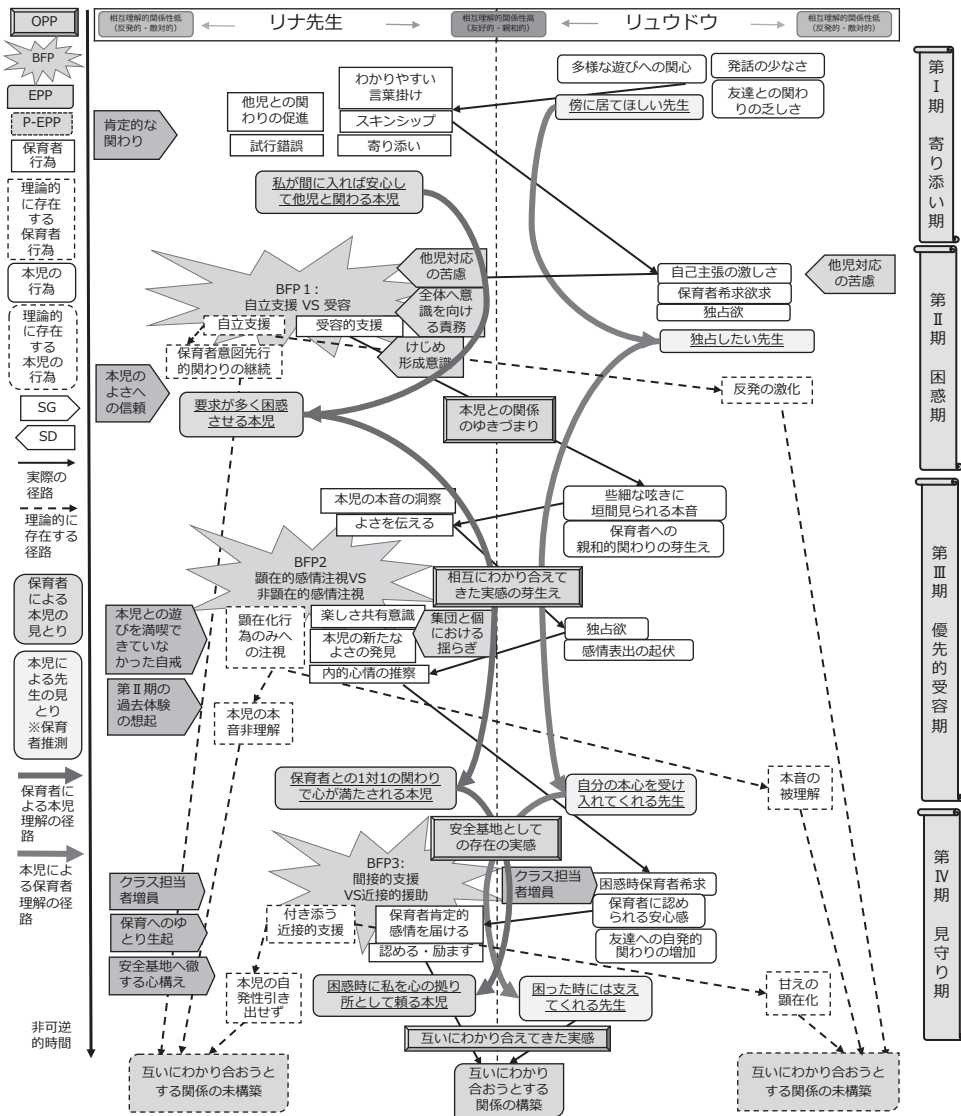 OPP
BFP
EPP
P-EPP
保育者
行為
理論的
に存在
する
保育者
行為
本児の
行為
理論的
に存在
する
本児の
行為
SG
SD
実際の
径路
理論的に
存在する
径路
保育者
による
本児の
見とり
本児に
よる先
生の見
とり
※保育
者推測
保育者に
よる本児
理解の径
路
本児によ
る保育者
理解の径
路
非可逆
的時間
相互理解的関係性低
(反発的・敵対的)
リナ先生
相互理解的関係性高
(友好的・親和的)
リュウドウ
相互理解的関係性低
(反発的・敵対的)
第Ⅰ期 寄り添い期
肯定的な
関わり
他児との関
わりの促進
わかりやすい
言葉掛け
スキンシップ
試行錯誤
寄り添い
多様な遊びへの関心
発話の少なさ
傍に居てほしい先生
友達との関わ
りの乏しさ
私が間に入れば安心し
て他児と関わる本児
第Ⅱ期 困惑期
BFP1:
自立支援 VS 受容
他児対応
の苦慮
全体へ意
識を向け
る責務
けじめ
形成意識
自立支援
受容的支援
保育者意図先行
的関わりの継続
自己主張の激しさ
保育者希求欲求
独占欲
他児対応
の苦慮
独占したい先生
本児の
よさへ
の信頼
要求が多く困惑
させる本児
本児との関係
のゆきづまり
反発の激化
第Ⅲ期 優先的受容期
本児の本音の洞察
よさを伝える
些細な呟きに
垣間見られる本音
保育者への
親和的関わりの芽生え
BFP2
顕在的感情注視VS
非顕在的感情注視
相互にわかり合えて
きた実感の芽生え
本児との遊
びを満喫で
きていな
かった自戒
顕在化行
為のみへ
の注視
楽しさ共有意識
本児の新たな
よさの発見
内的心情の推察
集団と個
における
揺らぎ
独占欲
感情表出の起伏
第Ⅱ期の
過去体験
の想起
本児の本
音非理解
保育者との1対1の関わり
で心が満たされる本児
自分の本心を受け
入れてくれる先生
本音の
被理解
第Ⅳ期 見守り期
安全基地として
の存在の実感
BFP3:
間接的支援
VS近接的援助
クラス担当
者増員
クラス担当
者増員
困惑時保育者希求
保育者に認め
られる安心感
友達への自発的
関わりの増加
保育へのゆ
とり生起
付き添う
近接的支援
保育者肯定的
感情を届ける
認める・励ます
安全基地へ徹
する心構え
本児の自
発性引き
出せず
困惑時に私を心の拠り
所として頼る本児
困った時には支え
てくれる先生
甘えの
顕在化
互いにわかり合えてきた実感
互いにわかり合おうと
する関係の未構築
互いにわかり
合おうとする
関係の構築
互いにわかり合おうと
する関係の未構築